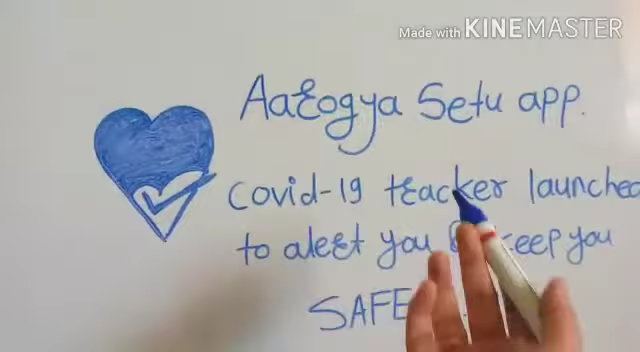 Made with KINEMASTER
Aarogya Setu app.
Covid-19 tracker launched
to alert you & keep you
SAFE